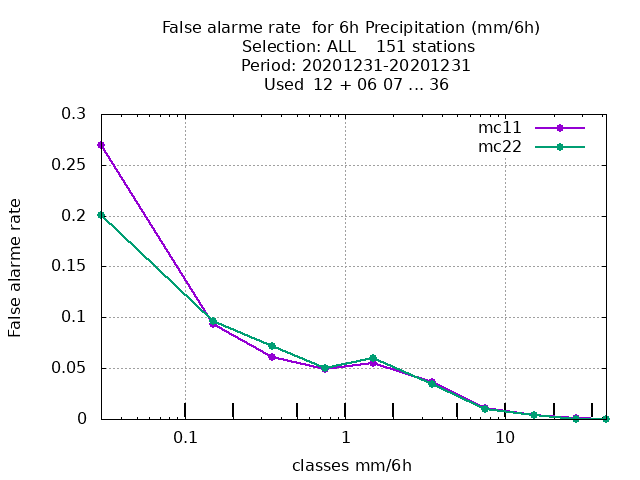 False alarme rate  for 6h Precipitation (mm/6h)
Selection: ALL    151 stations
Period: 20201231-20201231
Used  12 + 06 07 ... 36
mc11
mc22
0.3
0.25
0.2
0.15
0.1
0.05
0
False alarme rate
0.1
1
10
classes mm/6h